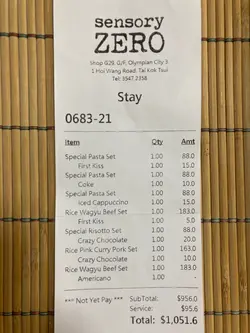 sensory
ZERO
Shop G29, G/F, Olympian City 3
1 Hoi Wang Road, Tai Kok Tsui
Tel: 3547 2358
Stay
0683-21
Item Qty Amt
Special Pasta Set 1.00 88.0
First Kiss 1.00 15.0
Special Pasta Set 1.00 88.0
Coke 1.00 10.0
Special Pasta Set 1.00 88.0
Iced Cappuccino 1.00 15.0
Rice Wagyu Beef Set 1.00 183.0
First Kiss 1.00 5.0
Special Risotto Set 1.00 88.0
Crazy Chocolate 1.00 20.0
Rice Pink Curry Pork Set 1.00 163.0
Crazy Chocolate 1.00 10.0
Rice Wagyu Beef Set 1.00 183.0
Americano 1.00
*** Not Yet Pay *** SubTotal: $956.0
Service: $95.6
Total: $1,051.6